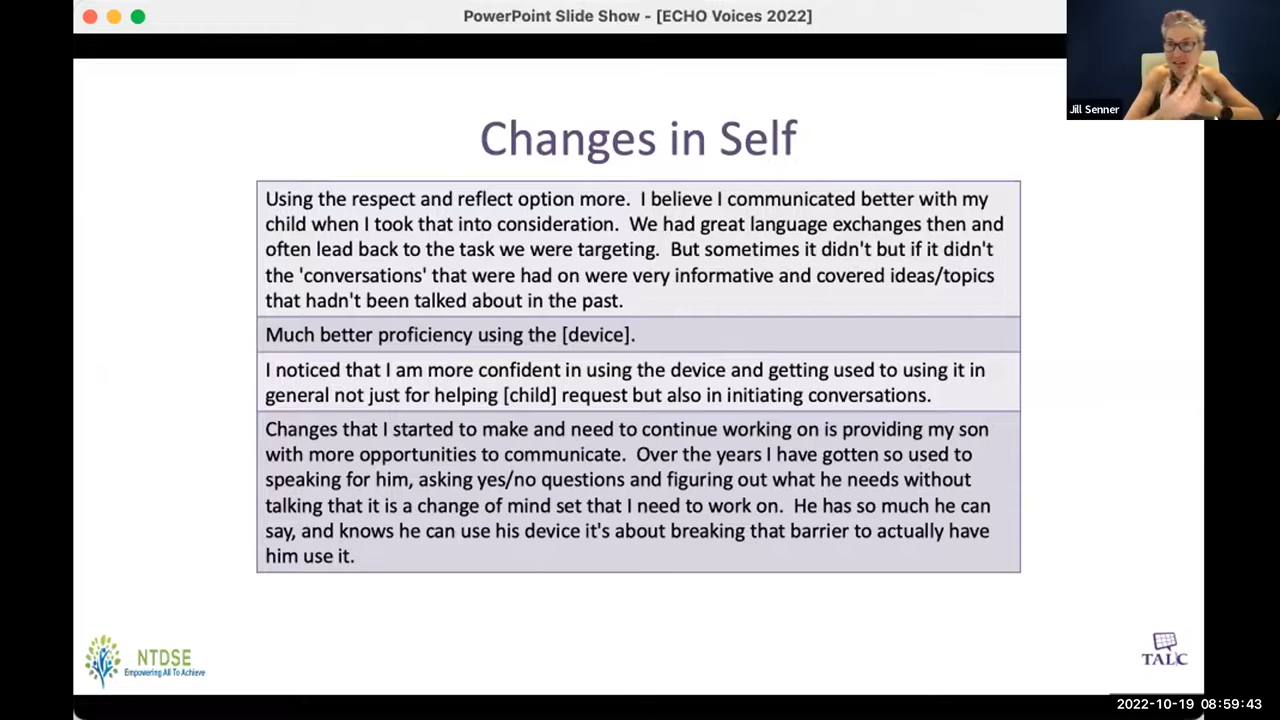 PowerPoint Slide Show - [ECHO Voices 2022]
Jill Senner
Changes in Self
Using the respect and reflect option more.  I believe I communicated better with my
child when I took that into consideration.  We had great language exchanges then and
often lead back to the task we were targeting.  But sometimes it didn't but if it didn't
the 'conversations' that were had on were very informative and covered ideas/topics
that hadn't been talked about in the past.
Much better proficiency using the [device].
I noticed that I am more confident in using the device and getting used to using it in
general not just for helping [child] request but also in initiating conversations.
Changes that I started to make and need to continue working on is providing my son
with more opportunities to communicate.  Over the years I have gotten so used to
speaking for him, asking yes/no questions and figuring out what he needs without
talking that it is a change of mind set that I need to work on.  He has so much he can
say, and knows he can use his device it's about breaking that barrier to actually have
him use it.
NTDSE
Empowering All To Achieve
TALC
2022-10-19 08:59:43